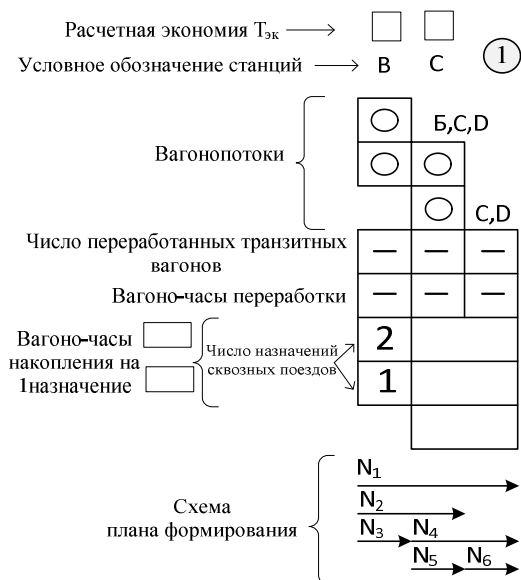 Расчетная экономия Tэк
Условное обозначение станций B C 1
Б,C,D
Вагонопотоки
C,D
Число переработанных транзитных
вагонов
— — —
Вагоно-часы переработки
— — —
Вагоно-часы
накопления на
1назначение
Число назначений
сквозных поездов
2
1
Схема
плана формирования
N1
N2
N3 N4
N5 N6